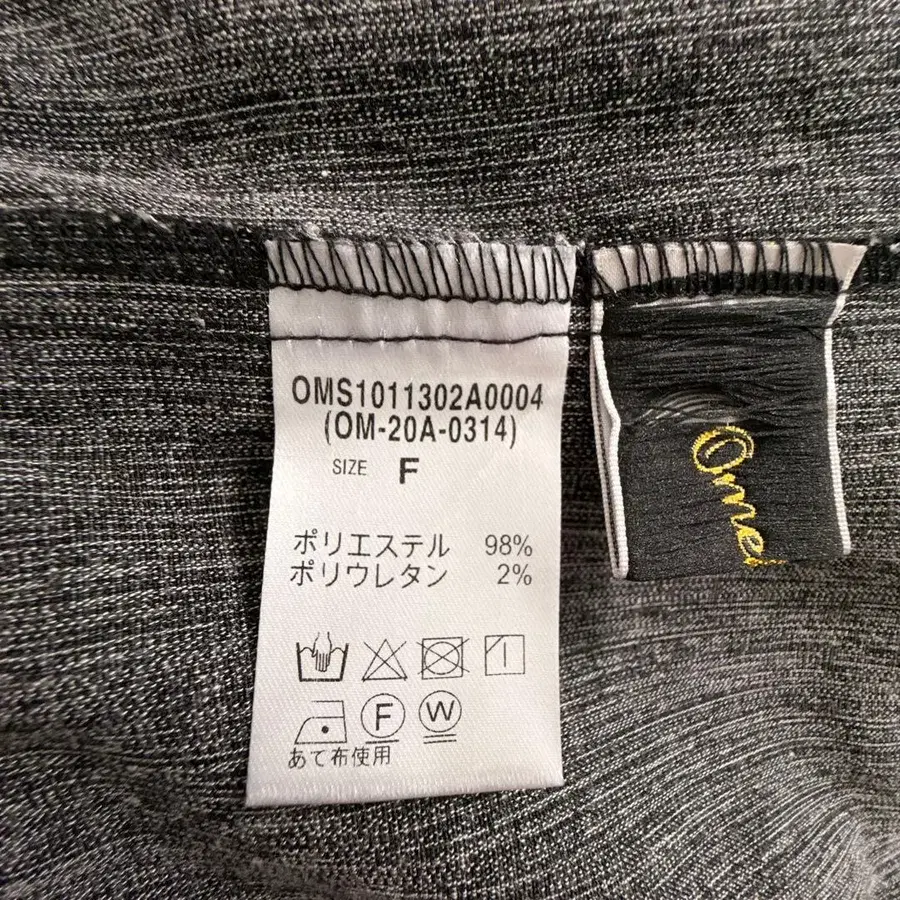 OMS1011302A0004
(OM-20A-0314)
SIZE F
ポリエステル 98%
ポリウレタン 2%
F W
あて布使用